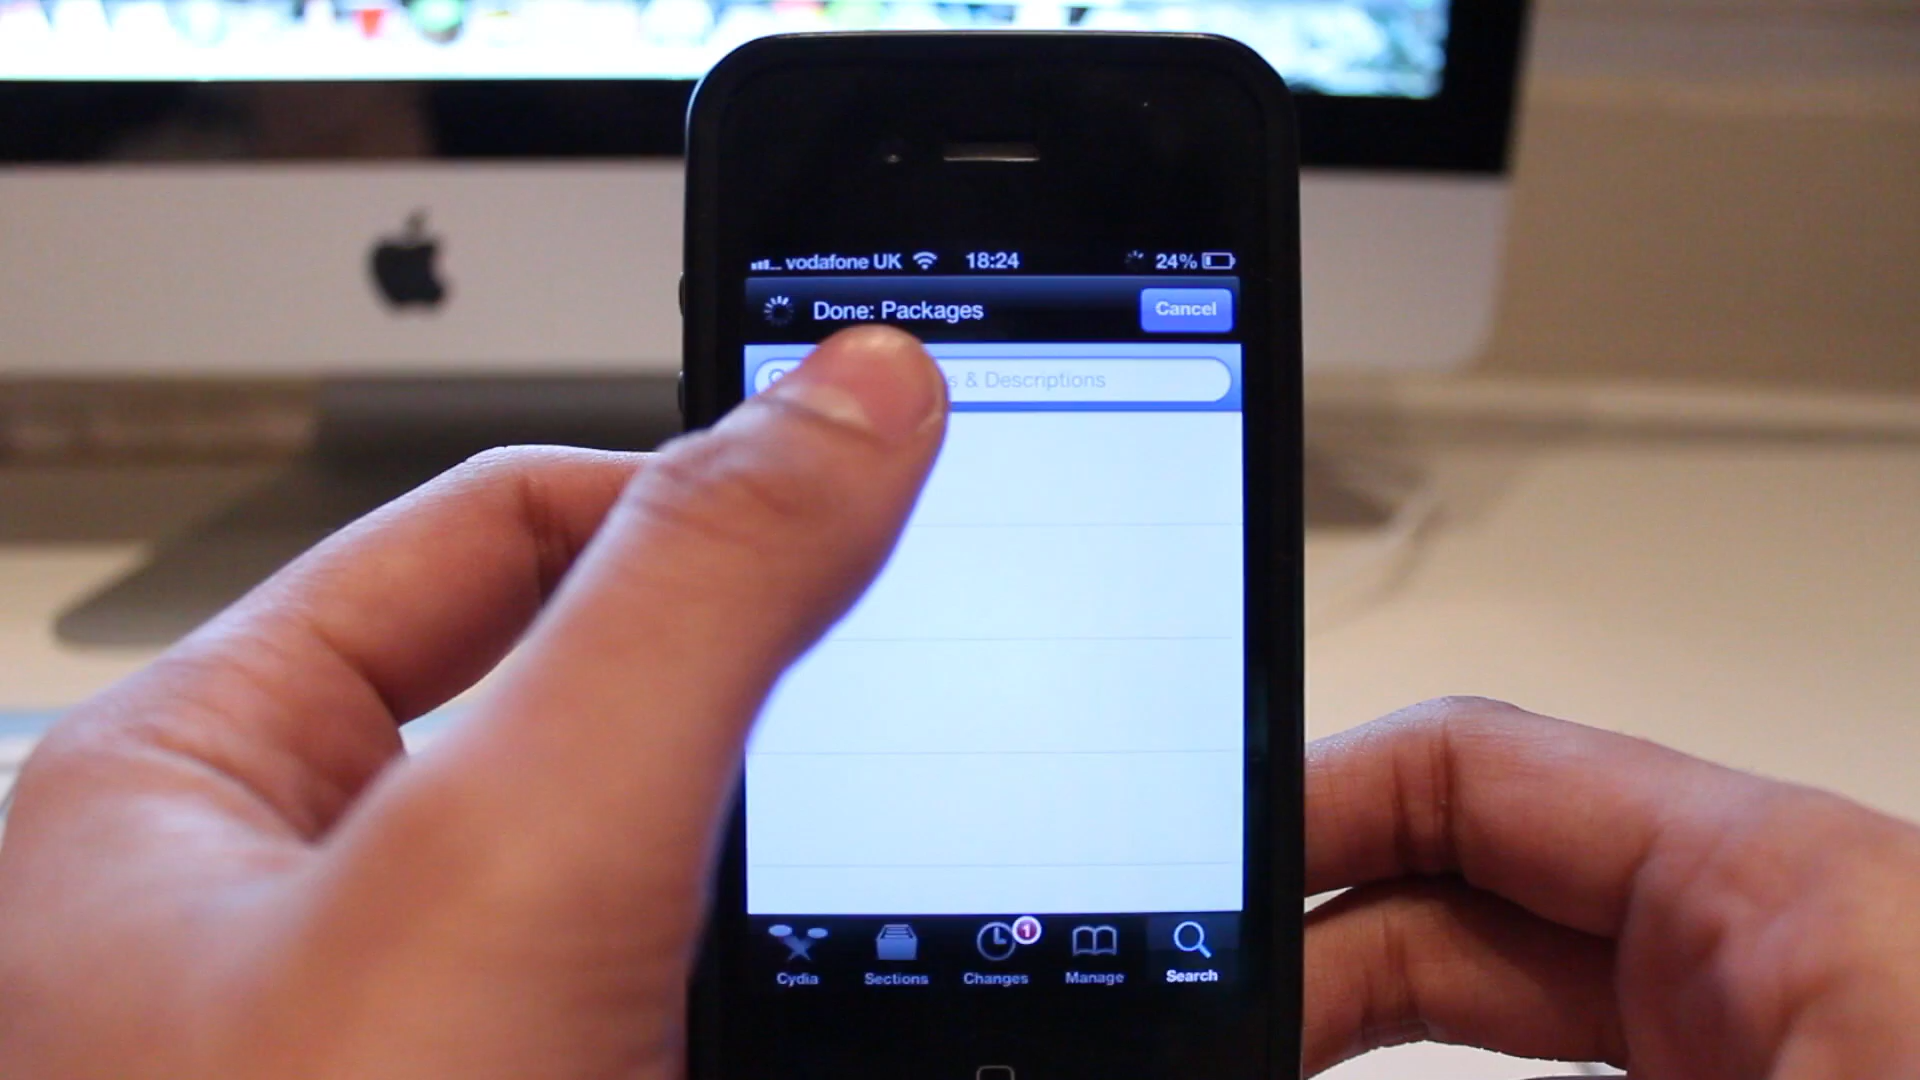 vodafone UK 18:24 24%
Done: Packages Cancel
& Descriptions
1
Cydia Sections Changes Manage Search